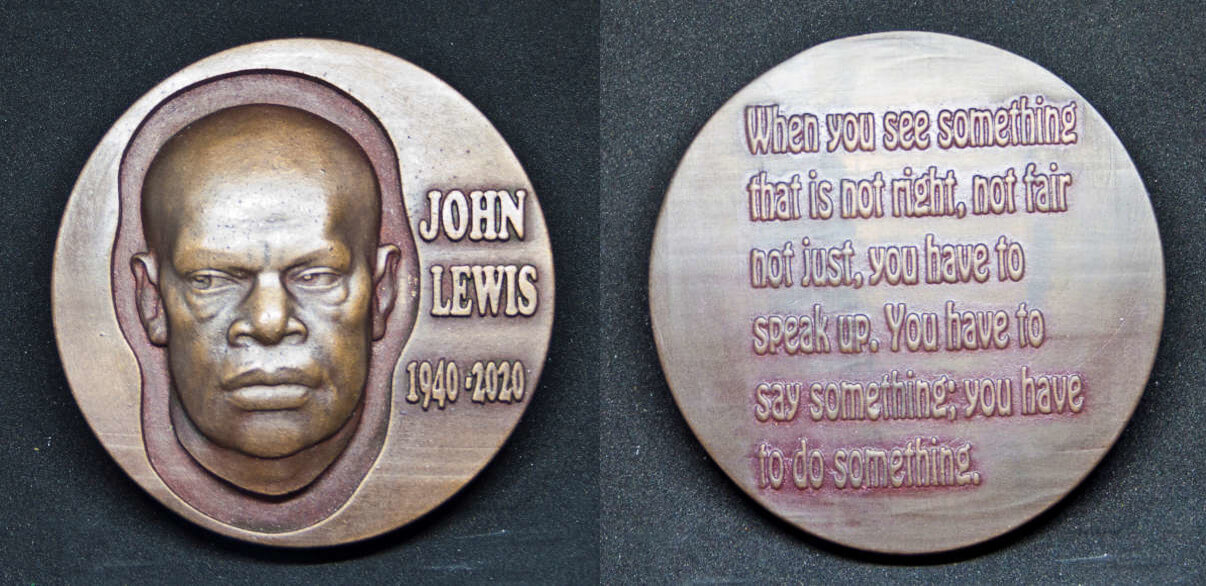 JOHN
LEWIS
1940-2020
When you see something
that is not right, not fair
not just, you have to
speak up. You have to
say something; you have
to do something.